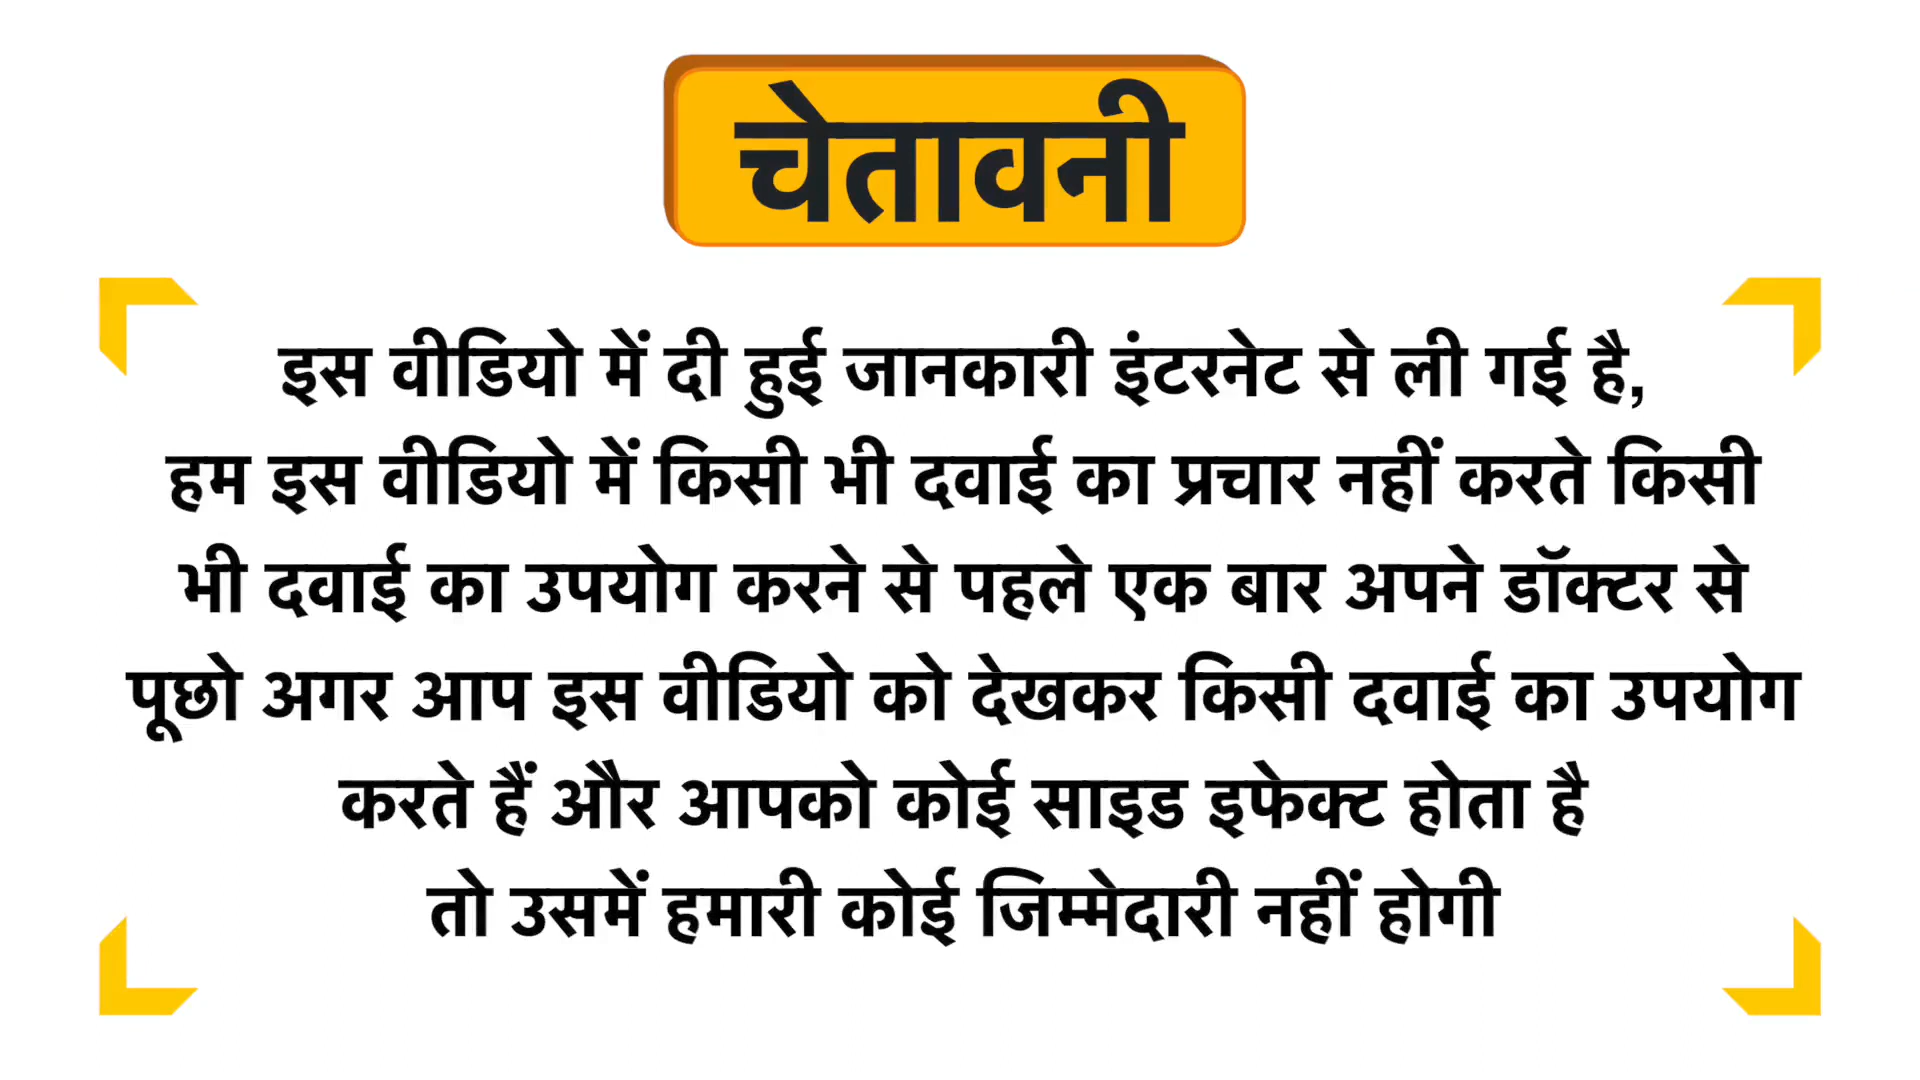 चेतावनी
इस वीडियो में दी हुई जानकारी इंटरनेट से ली गई है,
हम इस वीडियो में किसी भी दवाई का प्रचार नहीं करते किसी
भी दवाई का उपयोग करने से पहले एक बार अपने डॉक्टर से
पूछो अगर आप इस वीडियो को देखकर किसी दवाई का उपयोग
करते हैं और आपको कोई साइड इफेक्ट होता है
तो उसमें हमारी कोई जिम्मेदारी नहीं होगी